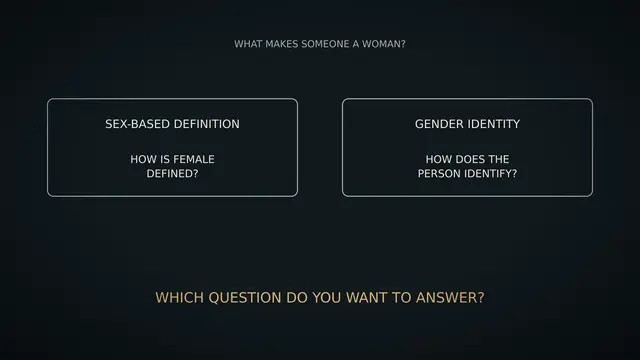 WHAT MAKES SOMEONE A WOMAN?
SEX-BASED DEFINITION
HOW IS FEMALE
DEFINED?
GENDER IDENTITY
HOW DOES THE
PERSON IDENTIFY?
WHICH QUESTION DO YOU WANT TO ANSWER?